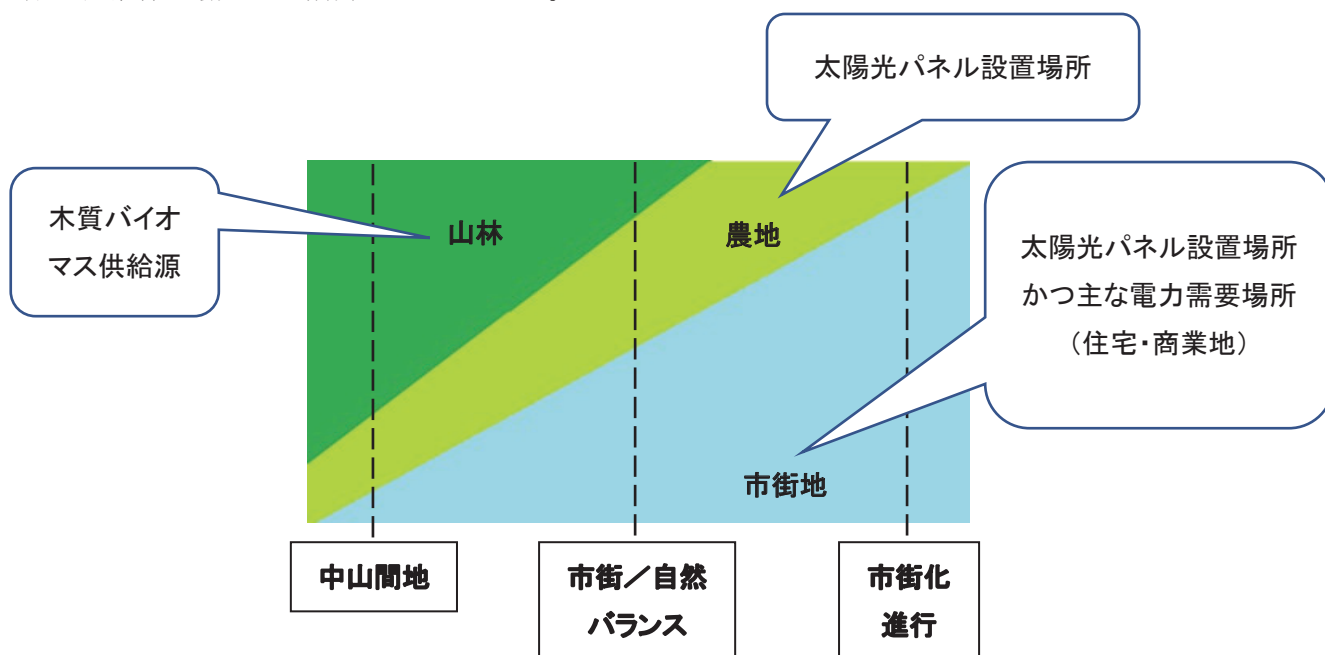 太陽光パネル設置場所
木質バイオ
マス供給源
山林
農地
太陽光パネル設置場所
かつ主な電力需要場所
（住宅・商業地）
市街地
中山間地
市街／自然
バランス
市街化
進行